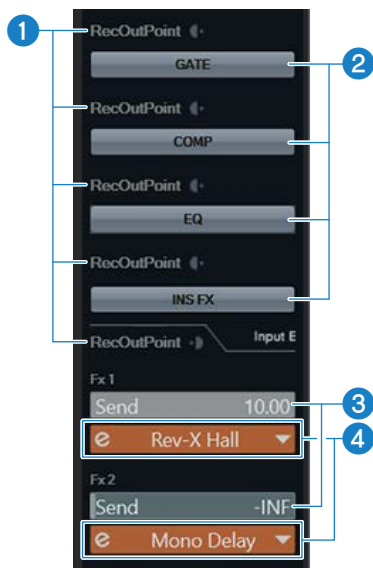 1 RecOutPoint
GATE 2
RecOutPoint
COMP
RecOutPoint
EQ
RecOutPoint
INS FX
RecOutPoint Input E
Fx 1
Send 10.00 3
e Rev-X Hall 4
Fx 2
Send -INF
e Mono Delay